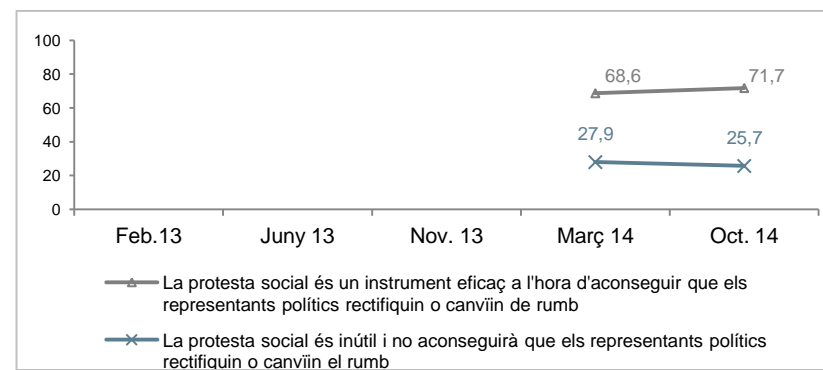 100
80
60
40
20
0
68,6
71,7
27,9
25,7
Feb.13
Juny 13
Nov. 13
Març 14
Oct. 14
La protesta social és un instrument eficaç a l'hora d'aconseguir que els
representants polítics rectifiquin o canvïin de rumb
La protesta social és inútil i no aconseguirà que els representants polítics
rectifiquin o canvïin el rumb